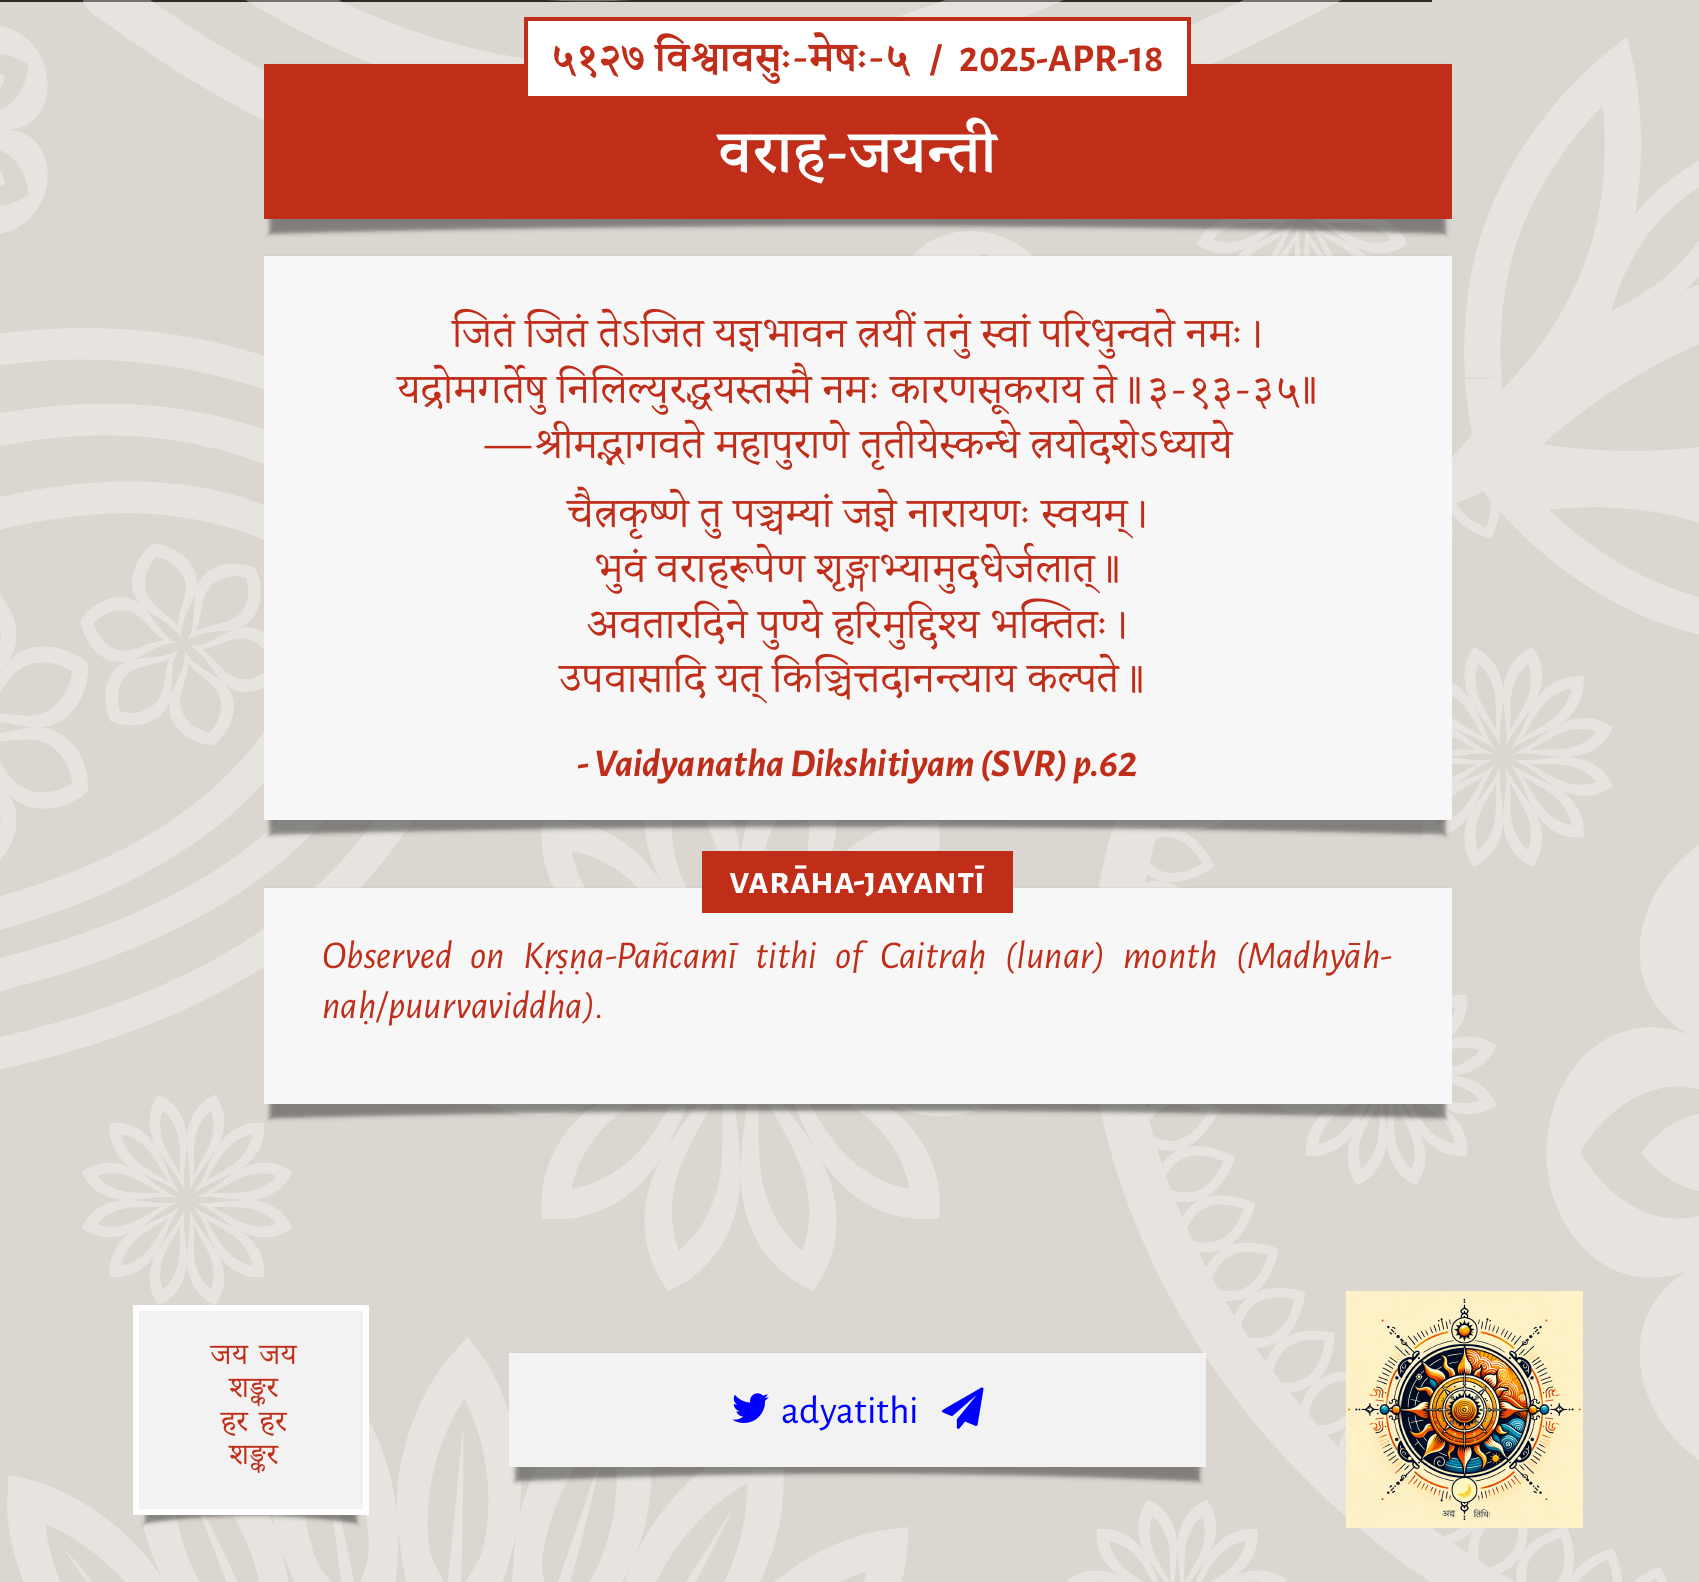 ५१२७ विश्वावसुः-मेषः-५ / 2025-APR-18
वराह-जयन्ती
जितं जितं तेऽजित यज्ञभावन त्रयीं तनुं स्वां परिधुन्वते नमः।
यद्रोमगर्तेषु निलिल्युरद्धयस्तस्मै नमः कारणसूकराय ते॥३-१३-३५॥
—श्रीमद्भागवते महापुराणे तृतीयेस्कन्धे त्रयोदशेऽध्याये
चैत्रकृष्णे तु पञ्चम्यां जज्ञे नारायणः स्वयम्।
भुवं वराहरूपेण शृङ्गाभ्यामुदधेर्जलात्॥
अवतारदिने पुण्ये हरिमुद्दिश्य भक्तितः।
उपवासादि यत् किञ्चित्तदानन्त्याय कल्पते॥
- Vaidyanatha Dikshitiyam (SVR) p.62
VARĀHA-JAYANTĪ
Observed on Kṛṣṇa-Pañcamī tithi of Caitraḥ (lunar) month (Madhyāh-
naḥ/puurvaviddha).
जय जय
शङ्कर
हर हर
शङ्कर
adyatithi
अद्य तिथिः